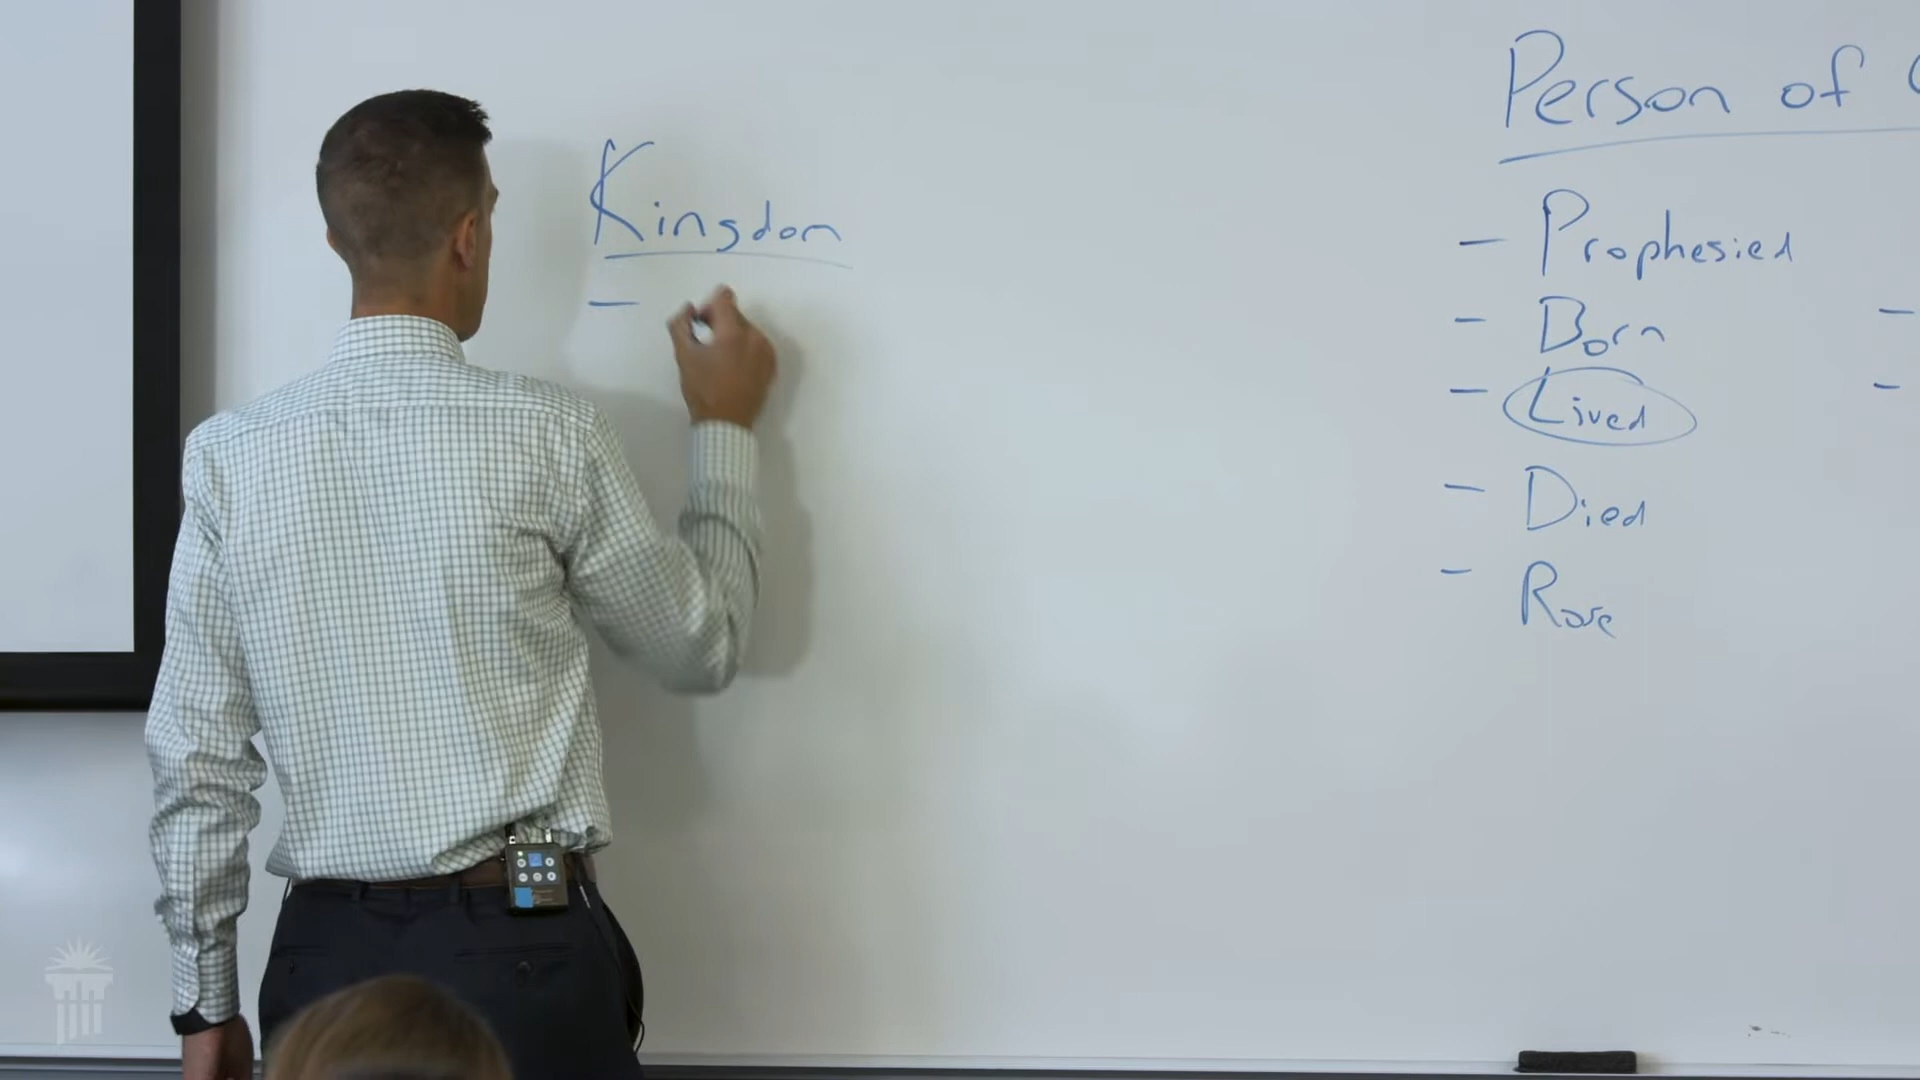 Kingdom
Person of
- Prophesied
- Born
- Lived
- Died
- Rose